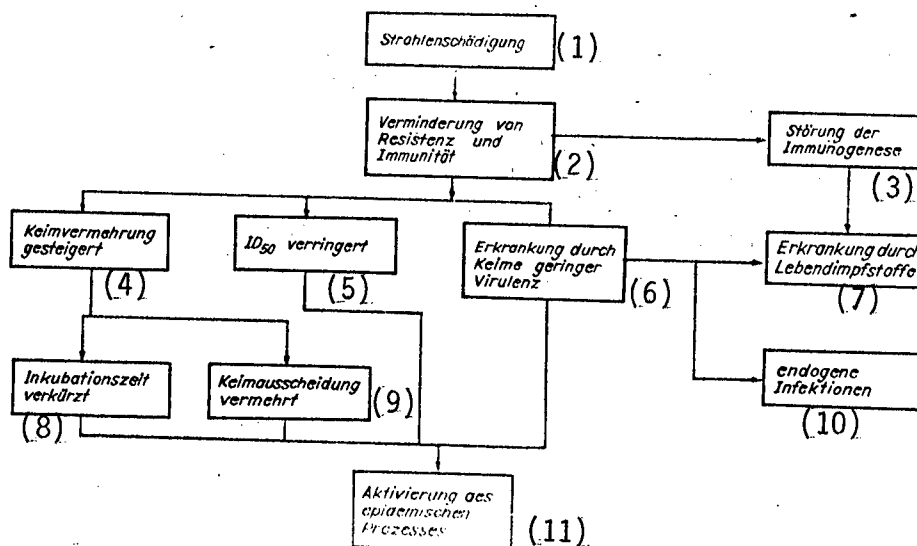 Strahlenschädigung
(1)
Verminderung von
Resistenz und
Immunität
(2)
Störung der
Immunogenese
(3)
Keimvermehrung
gesteigert
(4)
ID50 verringert
(5)
Erkrankung durch
Keime geringer
Virulenz
(6)
Erkrankung durch
Lebendimpfstoffe
(7)
Inkubationszeit
verkürzt
(8)
Keimausscheidung
vermehrt
(9)
endogene
Infektionen
(10)
Aktivierung des
epidemischen
Prozesses
(11)